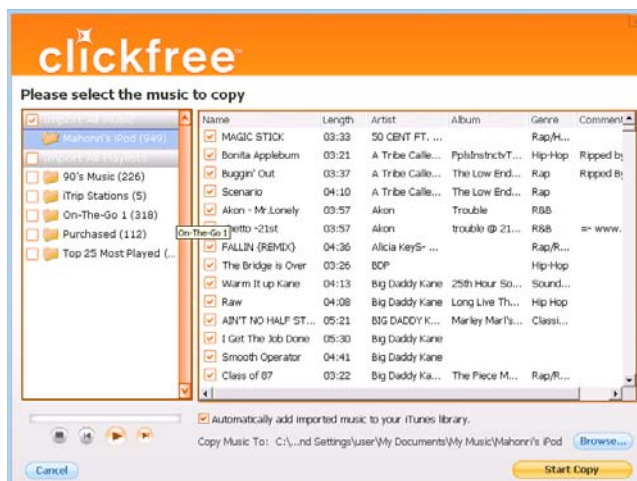 clickfree™
Please select the music to copy
Import All Music
Mahonri's iPod (949)
Import All Playlists
90's Music (226)
iTrip Stations (5)
On-The-Go 1 (318)
Purchased (112)
Top 25 Most Played (...
On-The-Go 1
Name Length Artist Album Genre Comment
MAGIC STICK 03:33 50 CENT FT. ... Rap/H...
Bonita Applebum 03:21 A Tribe Calle... PplsInstnctvT... Hip-Hop Ripped by
Buggin' Out 03:37 A Tribe Calle... The Low End... Rap Ripped By
Scenario 04:10 A Tribe Calle... The Low End... Rap
Akon - Mr.Lonely 03:57 Akon Trouble R&B
-21st 03:57 Akon trouble @ 21... R&B =- www.
FALLIN {REMIX} 04:36 Alicia KeyS- ... Rap/R...
The Bridge is Over 03:26 BDP Hip-Hop
Warm It up Kane 04:13 Big Daddy Kane 25th Hour So... Sound...
Raw 04:08 Big Daddy Kane Long Live Th... Hip Hop
AIN'T NO HALF ST... 05:21 BIG DADDY K... Marley Marl's... Classi...
I Get The Job Done 05:30 Big Daddy Kane
Smooth Operator 04:41 Big Daddy Kane
Class of 87 03:22 Big Daddy Ka... The Piece M... Rap/R...
Automatically add imported music to your iTunes library.
Copy Music To: C:\...nd Settings\user\My Documents\My Music\Mahonri's iPod Browse...
Cancel Start Copy